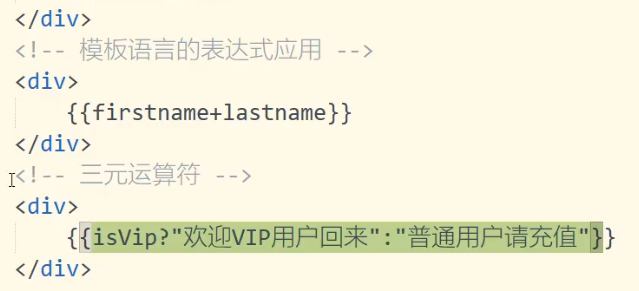 </div>
<!-- 模板语言的表达式应用 -->
<div>
{{firstname+lastname}}
</div>
<!-- 三元运算符 -->
<div>
{{isVip?"欢迎VIP用户回来":"普通用户请充值"}}
</div>